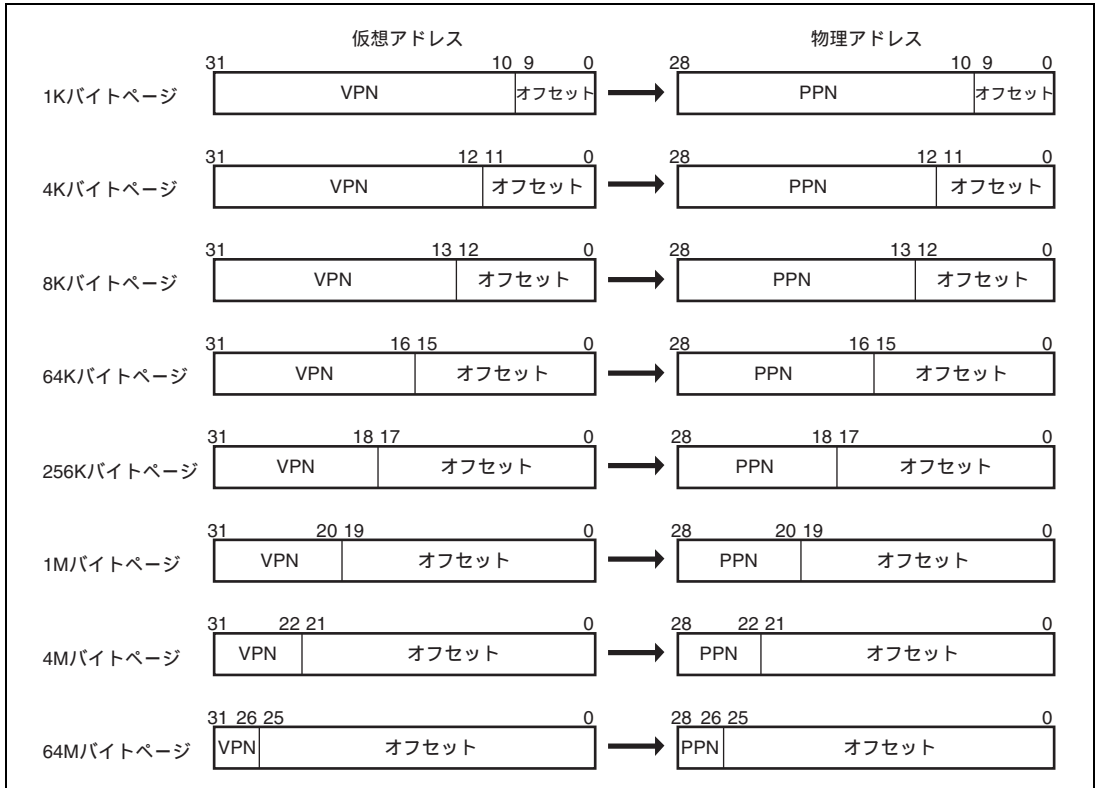 仮想アドレス 物理アドレス
31 10 9 0 28 10 9 0
1Kバイトページ VPN オフセット PPN オフセット
31 12 11 0 28 12 11 0
4Kバイトページ VPN オフセット PPN オフセット
31 13 12 0 28 13 12 0
8Kバイトページ VPN オフセット PPN オフセット
31 16 15 0 28 16 15 0
64Kバイトページ VPN オフセット PPN オフセット
31 18 17 0 28 18 17 0
256Kバイトページ VPN オフセット PPN オフセット
31 20 19 0 28 20 19 0
1Mバイトページ VPN オフセット PPN オフセット
31 22 21 0 28 22 21 0
4Mバイトページ VPN オフセット PPN オフセット
31 26 25 0 28 26 25 0
64Mバイトページ VPN オフセット PPN オフセット